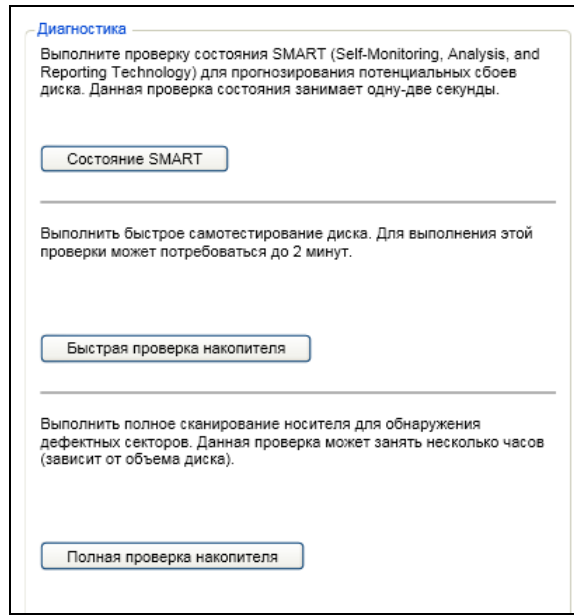 Диагностика
Выполните проверку состояния SMART (Self-Monitoring, Analysis, and
Reporting Technology) для прогнозирования потенциальных сбоев
диска. Данная проверка состояния занимает одну-две секунды.
Состояние SMART
Выполнить быстрое самотестирование диска. Для выполнения этой
проверки может потребоваться до 2 минут.
Быстрая проверка накопителя
Выполнить полное сканирование носителя для обнаружения
дефектных секторов. Данная проверка может занять несколько часов
(зависит от объема диска).
Полная проверка накопителя